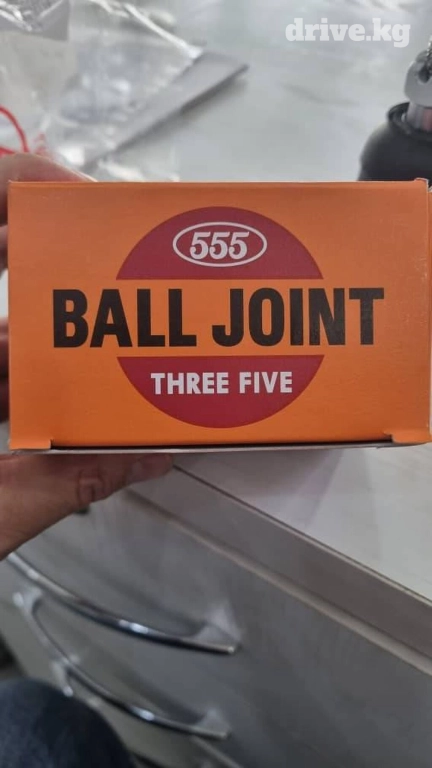 drive.kg
555
BALL JOINT
THREE FIVE